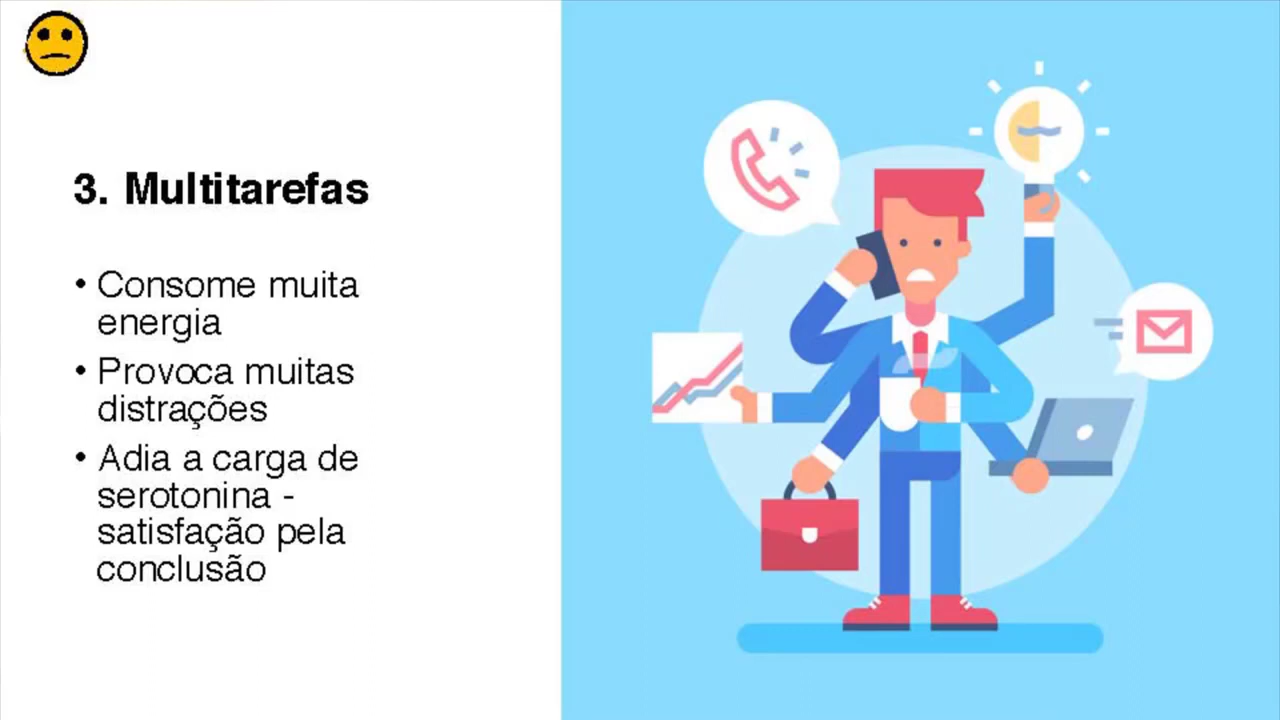 3. Multitarefas
• Consome muita
energia
• Provoca muitas
distrações
• Adia a carga de
serotonina -
satisfação pela
conclusão